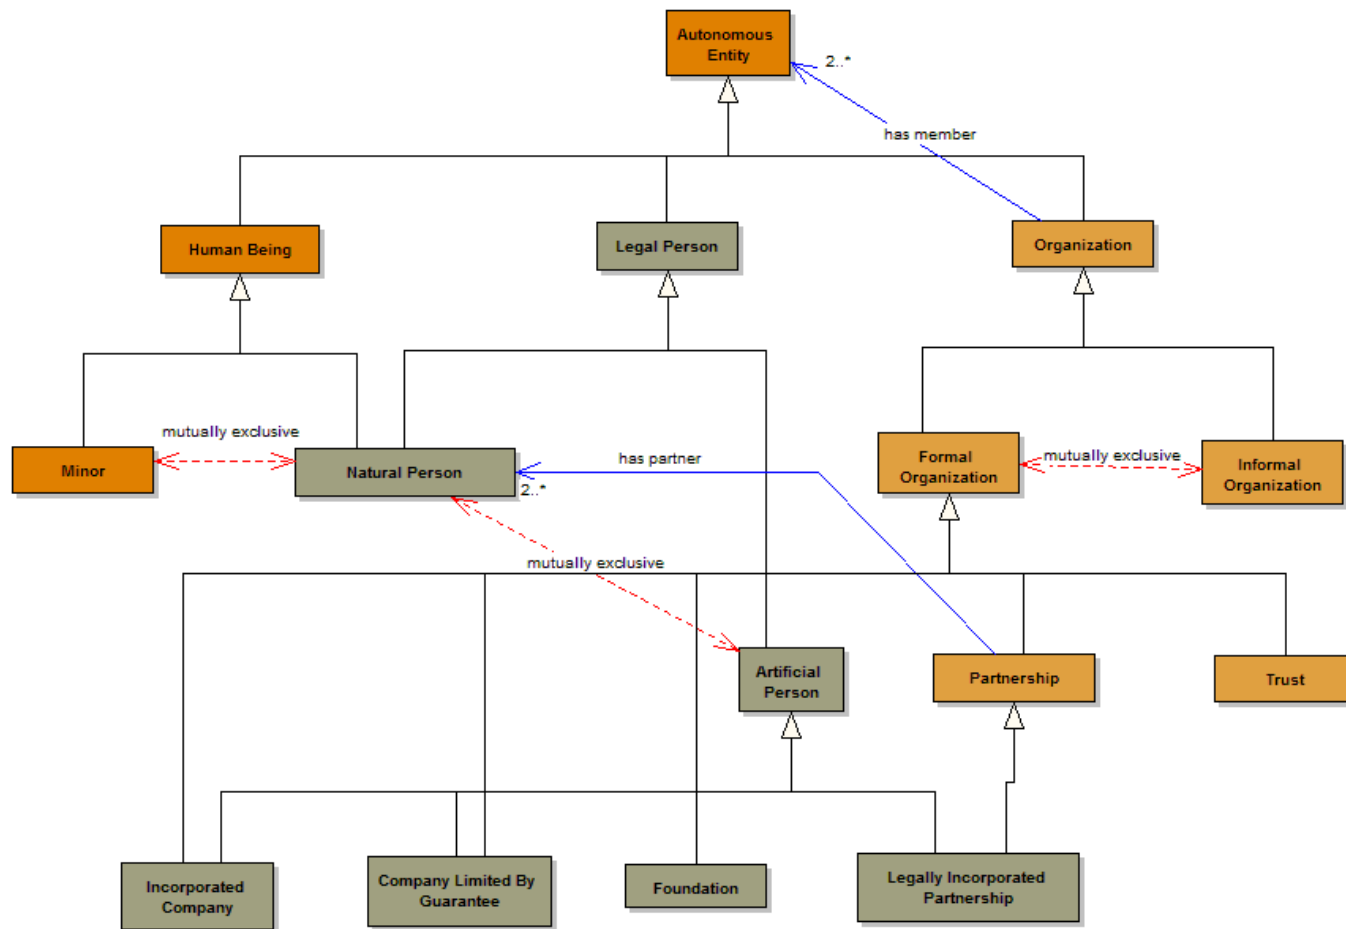 Autonomous
Entity
2..*
has member
Human Being
Legal Person
Organization
mutually exclusive
Minor
Natural Person
has partner
2..*
Formal
Organization
mutually exclusive
Informal
Organization
mutually exclusive
Artificial
Person
Partnership
Trust
Incorporated
Company
Company Limited By
Guarantee
Foundation
Legally Incorporated
Partnership